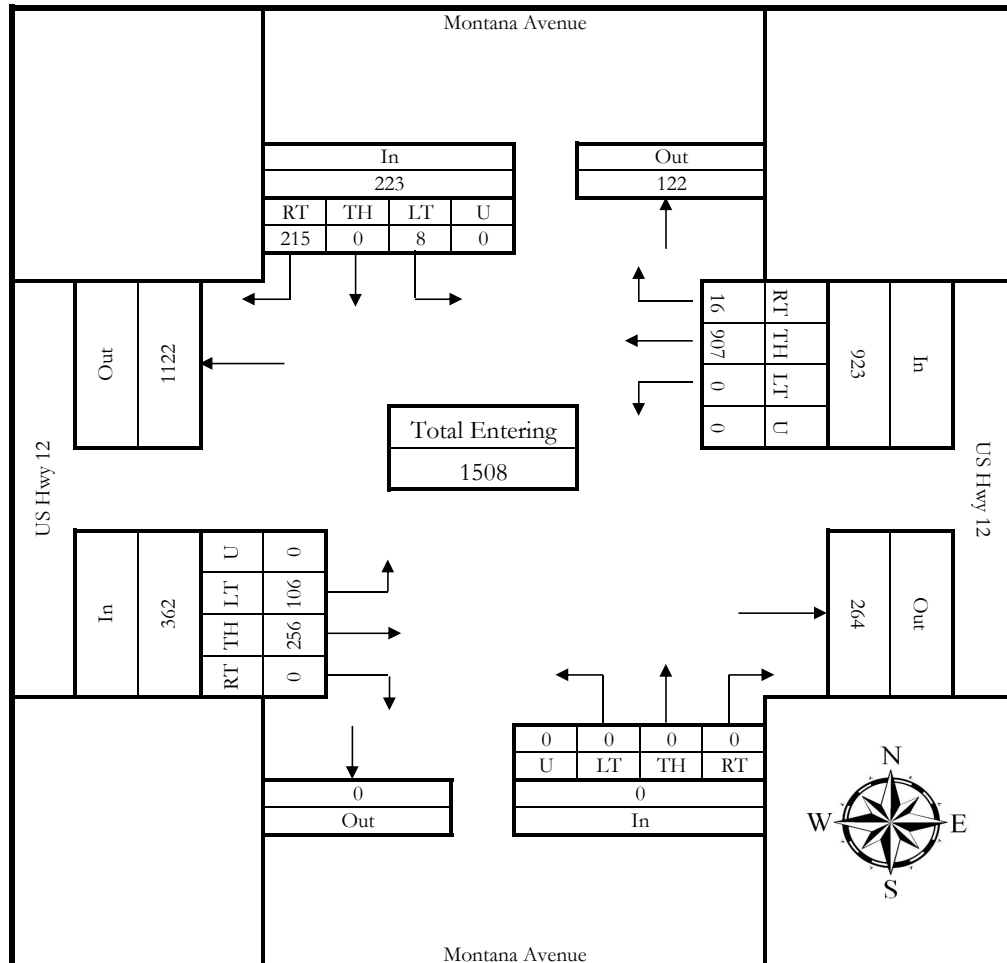 Montana Avenue
In
223
RT TH LT U
215 0 8 0
Out
122
Out
1122
16 RT
907 TH
0 LT
0 U
923
In
Total Entering
1508
US Hwy 12
US Hwy 12
In
362
U 0
LT 106
TH 256
RT 0
264
Out
0 0 0 0
U LT TH RT
0
In
0
Out
N
W E
S
Montana Avenue